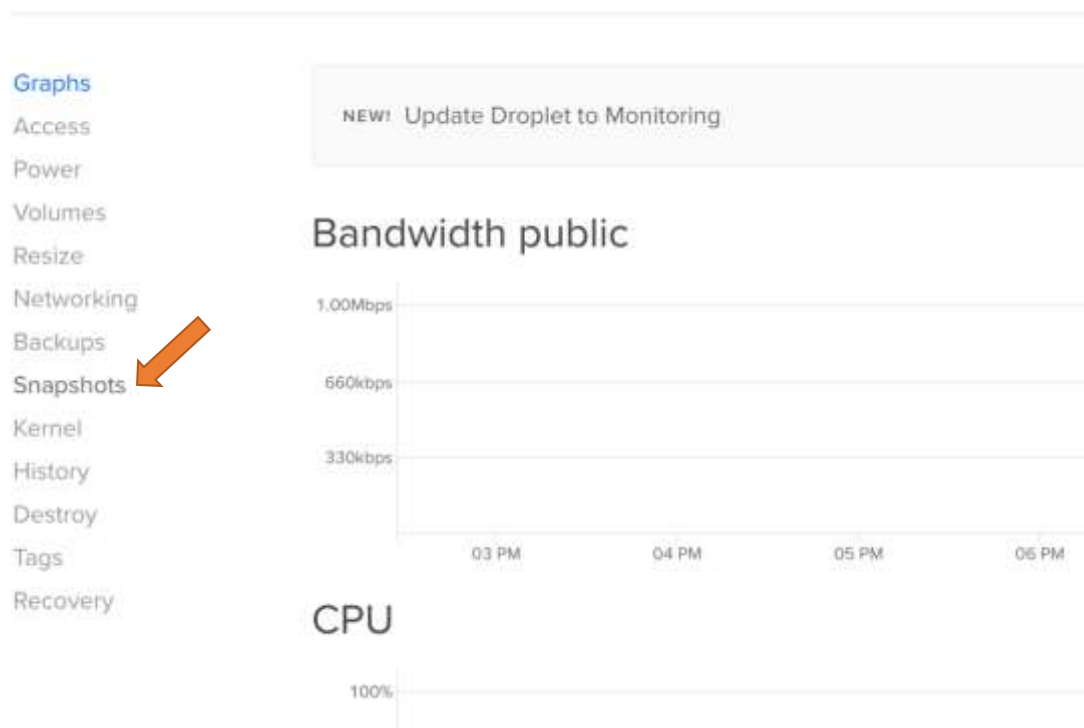 Graphs
Access
Power
Volumes
Resize
Networking
Backups
Snapshots
Kernel
History
Destroy
Tags
Recovery
NEW! Update Droplet to Monitoring
Bandwidth public
1.00Mbps
660kbps
330kbps
03 PM 04 PM 05 PM 06 PM
CPU
100%